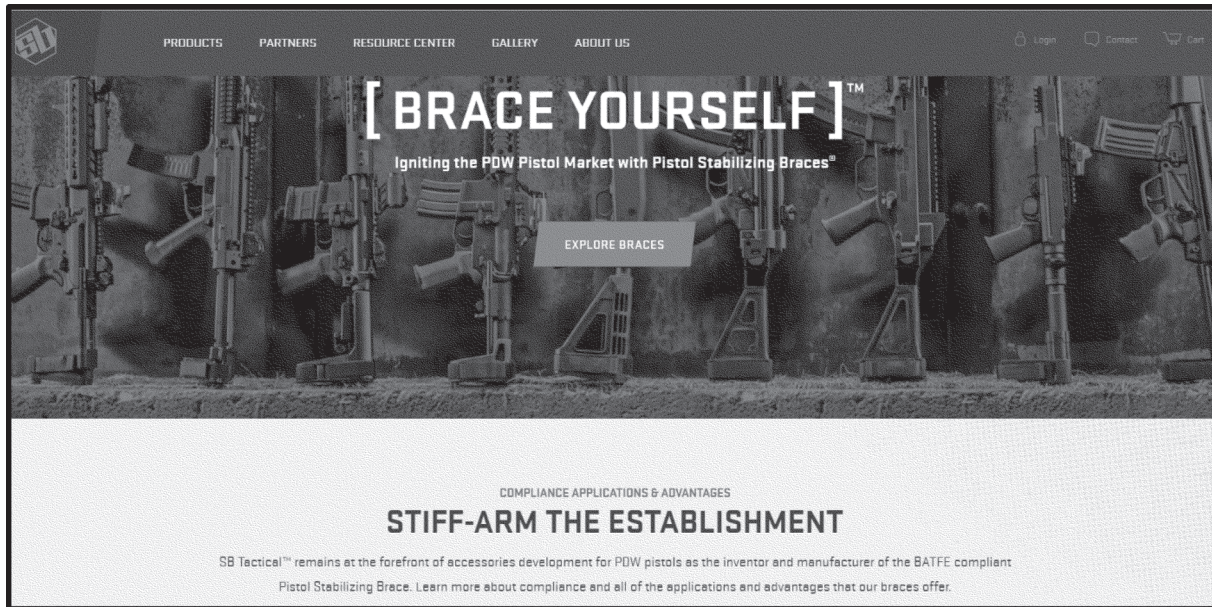 SB
PRODUCTS PARTNERS RESOURCE CENTER GALLERY ABOUT US Login Contact Cart
[ BRACE YOURSELF ]™
Igniting the PDW Pistol Market with Pistol Stabilizing Braces®
EXPLORE BRACES
COMPLIANCE APPLICATIONS & ADVANTAGES
STIFF-ARM THE ESTABLISHMENT
SB Tactical™ remains at the forefront of accessories development for PDW pistols as the inventor and manufacturer of the BATFE compliant
Pistol Stabilizing Brace. Learn more about compliance and all of the applications and advantages that our braces offer.